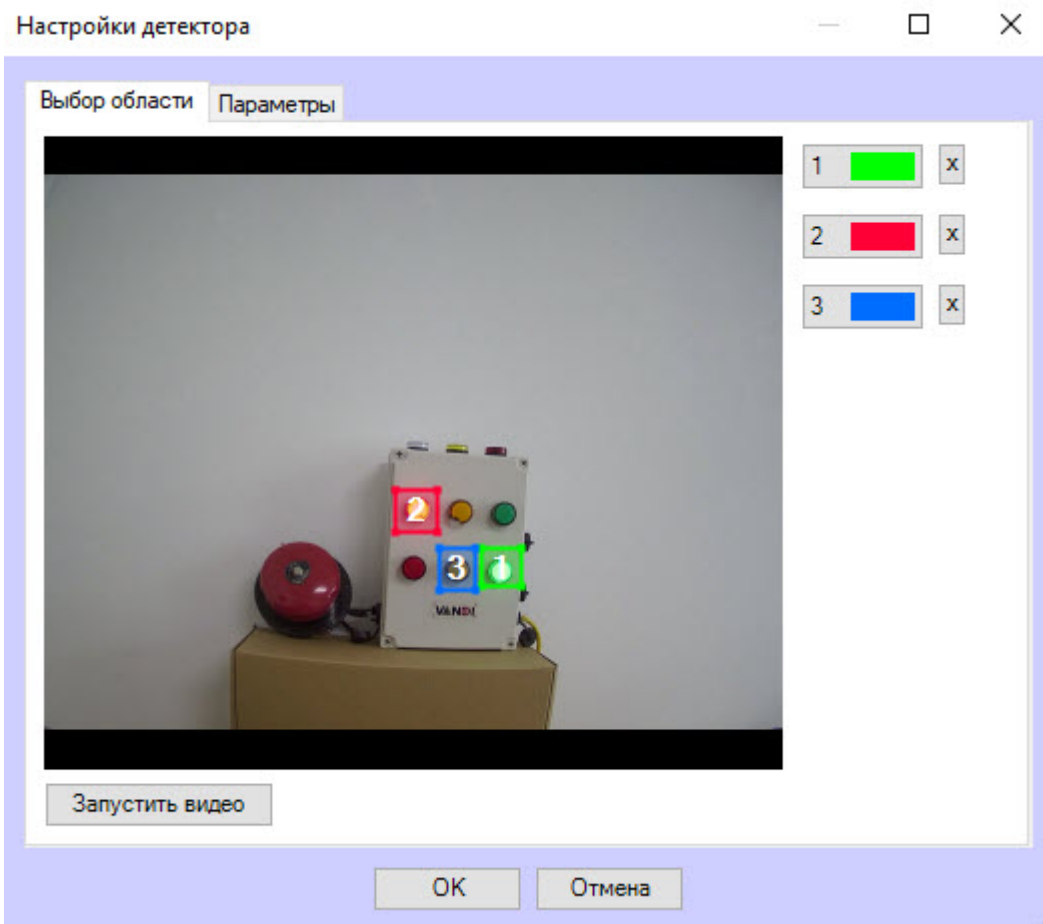 Настройки детектора
Выбор области Параметры
1 x
2 x
3 x
2
3 1
VANDI
Запустить видео
OK Отмена